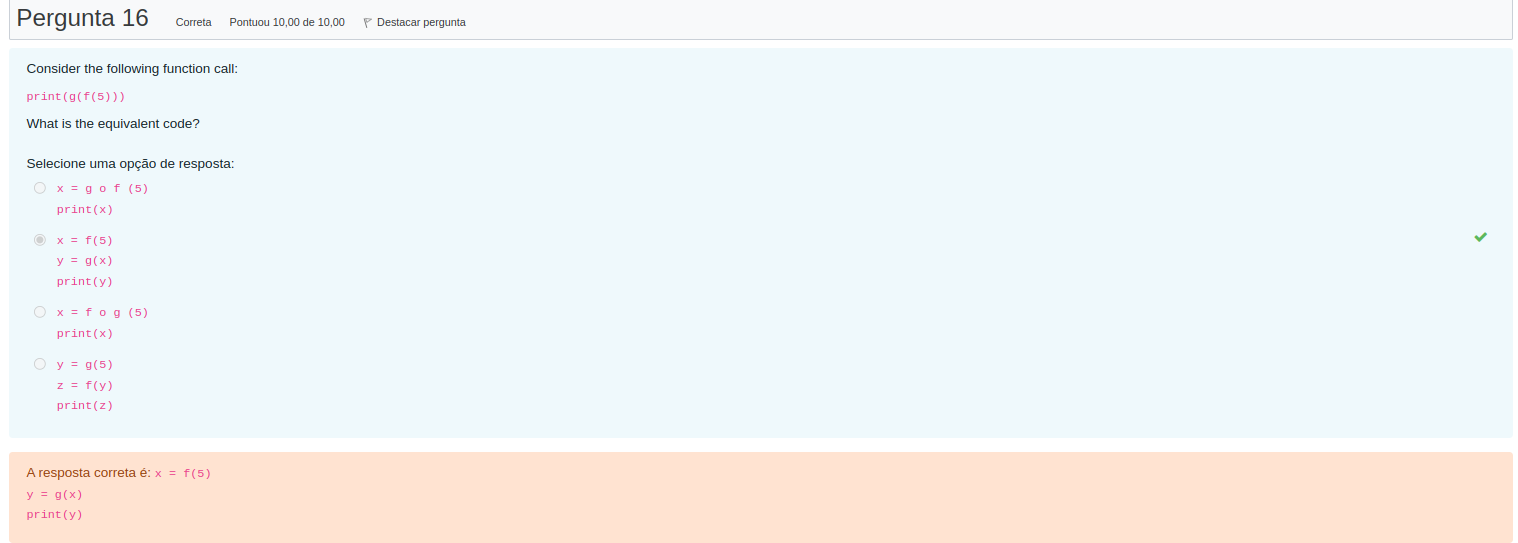 Pergunta 16 Correta Pontuou 10,00 de 10,00 Destacar pergunta
Consider the following function call:
print(g(f(5)))
What is the equivalent code?
Selecione uma opção de resposta:
x = g o f (5)
print(x)
x = f(5)
y = g(x)
print(y)
x = f o g (5)
print(x)
y = g(5)
z = f(y)
print(z)
A resposta correta é: x = f(5)
y = g(x)
print(y)